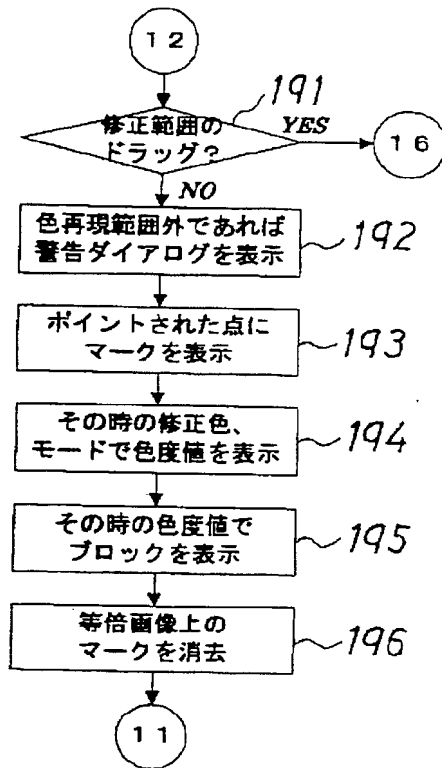 12
191
修正範囲の
ドラッグ?
YES
16
NO
色再現範囲外であれば
警告ダイアログを表示
192
ポイントされた点に
マークを表示
193
その時の修正色、
モードで色度値を表示
194
その時の色度値で
ブロックを表示
195
等倍画像上の
マークを消去
196
11